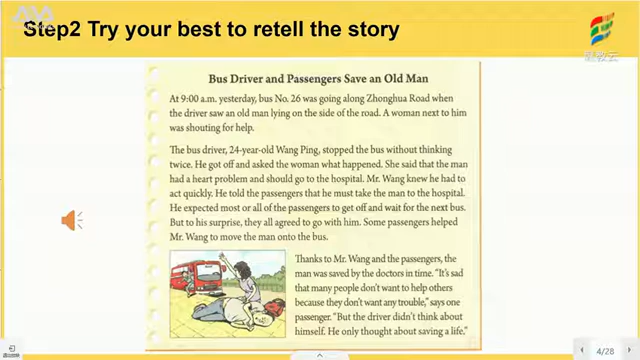 Step2 Try your best to retell the story
Bus Driver and Passengers Save an Old Man
At 9:00 a.m. yesterday, bus No. 26 was going along Zhonghua Road when
the driver saw an old man lying on the side of the road. A woman next to him
was shouting for help.
The bus driver, 24-year-old Wang Ping, stopped the bus without thinking
twice. He got off and asked the woman what happened. She said that the man
had a heart problem and should go to the hospital. Mr. Wang knew he had to
act quickly. He told the passengers that he must take the man to the hospital.
He expected most or all of the passengers to get off and wait for the next bus.
But to his surprise, they all agreed to go with him. Some passengers helped
Mr. Wang to move the man onto the bus.
Thanks to Mr. Wang and the passengers, the
man was saved by the doctors in time. "It's sad
that many people don't want to help others
because they don't want any trouble," says one
passenger. "But the driver didn't think about
himself. He only thought about saving a life."
4/28